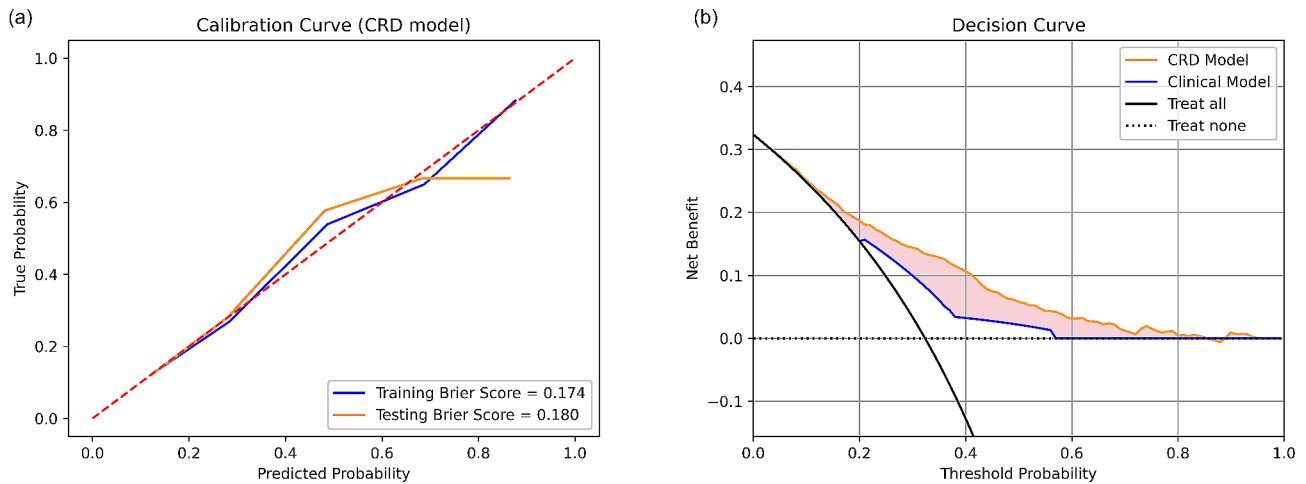 (a)
Calibration Curve (CRD model)
True Probability
1.0
0.8
0.6
0.4
0.2
0.0
0.0 0.2 0.4 0.6 0.8 1.0
Predicted Probability
Training Brier Score = 0.174
Testing Brier Score = 0.180
(b)
Decision Curve
Net Benefit
0.4
0.3
0.2
0.1
0.0
−0.1
0.0 0.2 0.4 0.6 0.8 1.0
Threshold Probability
CRD Model
Clinical Model
Treat all
Treat none